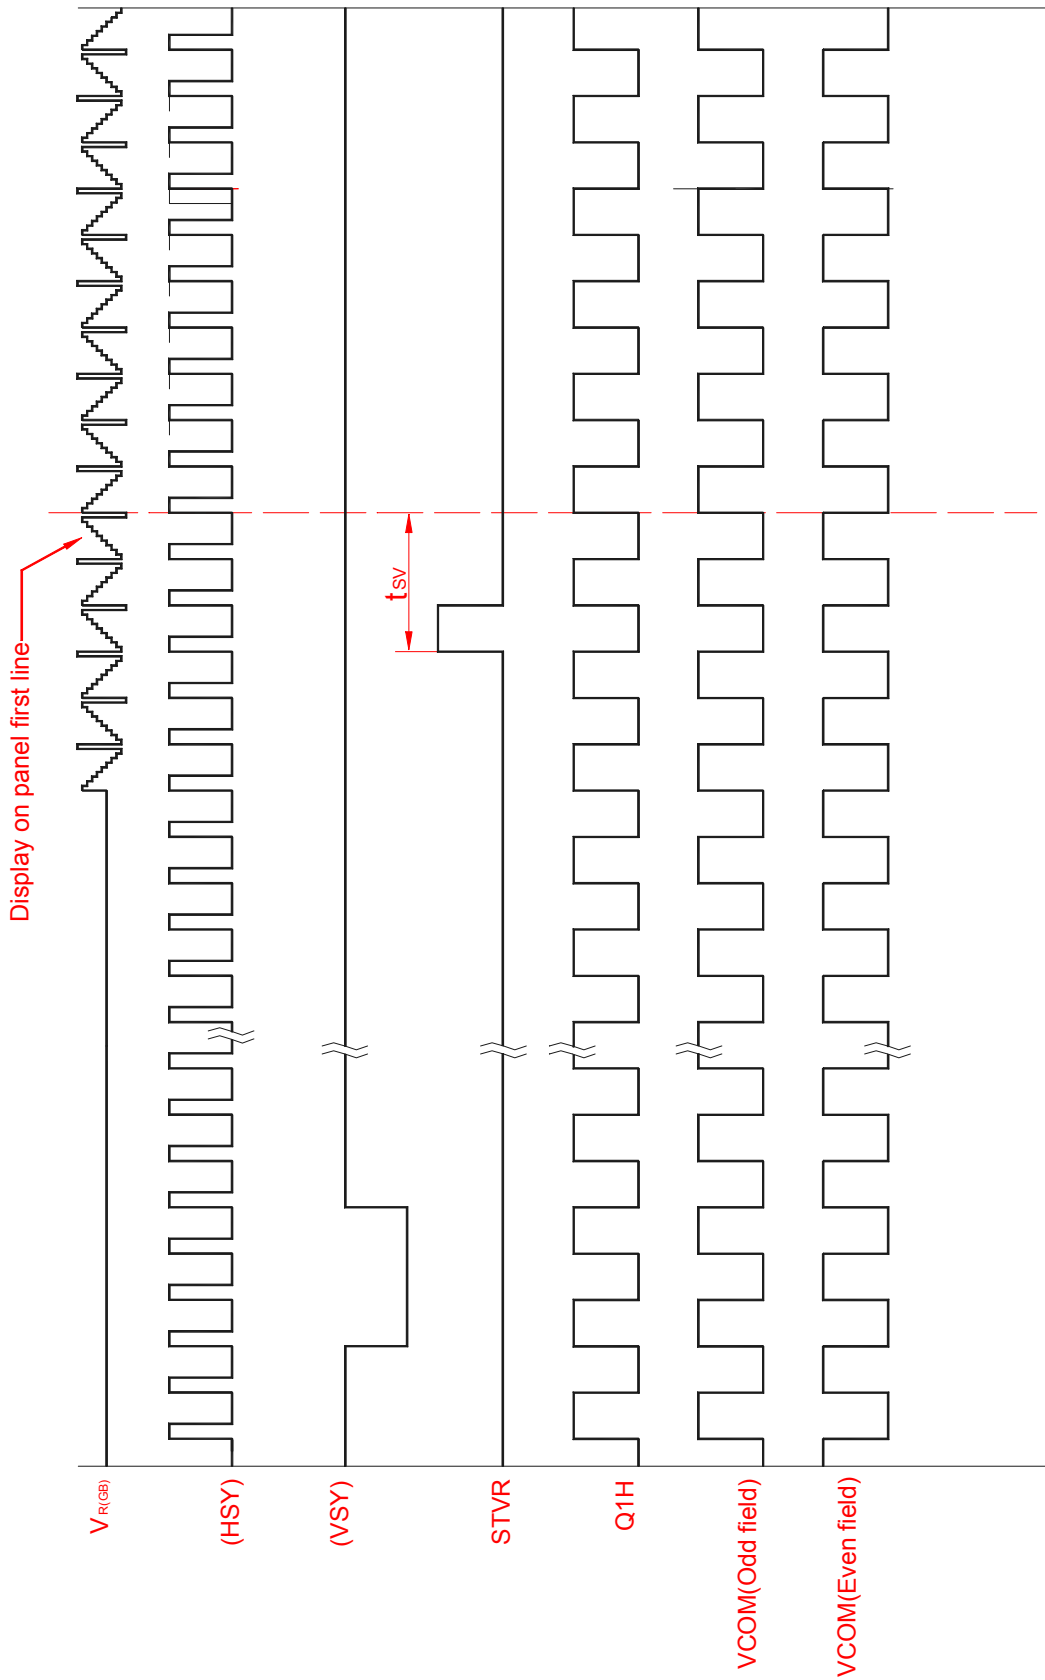 Display on panel first line
tSV
VR(GB)
(HSY)
(VSY)
STVR
Q1H
VCOM(Odd field)
VCOM(Even field)